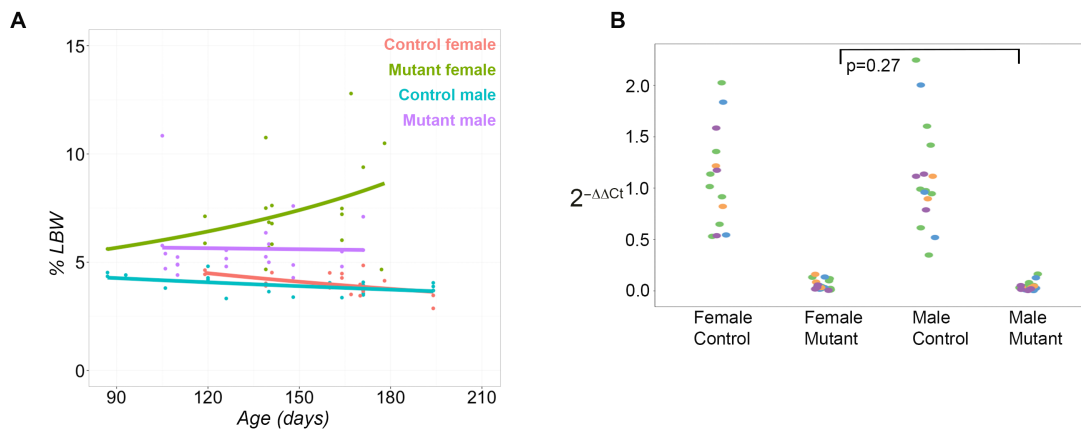 A
15
10
5
0
% LBW
90
120
150
180
210
Age (days)
Control female
Mutant female
Control male
Mutant male
B
p=0.27
2.0
1.5
1.0
0.5
0.0
2^−ΔΔCt
Female
Control
Female
Mutant
Male
Control
Male
Mutant